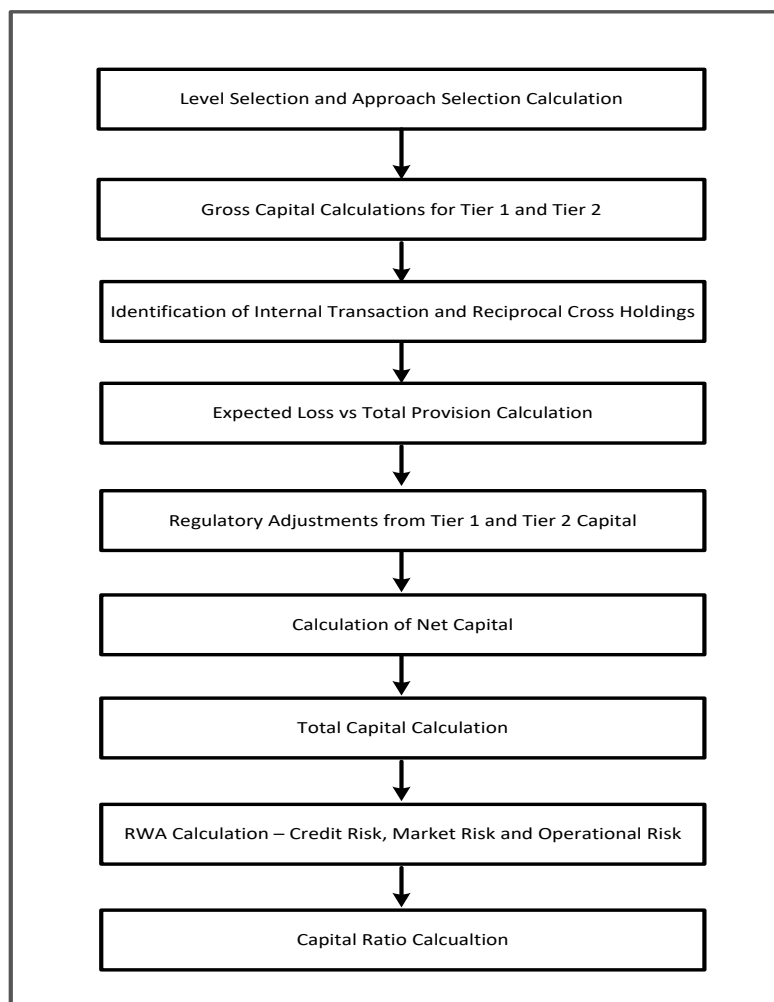 Level Selection and Approach Selection Calculation
Gross Capital Calculations for Tier 1 and Tier 2
Identification of Internal Transaction and Reciprocal Cross Holdings
Expected Loss vs Total Provision Calculation
Regulatory Adjustments from Tier 1 and Tier 2 Capital
Calculation of Net Capital
Total Capital Calculation
RWA Calculation – Credit Risk, Market Risk and Operational Risk
Capital Ratio Calcualtion